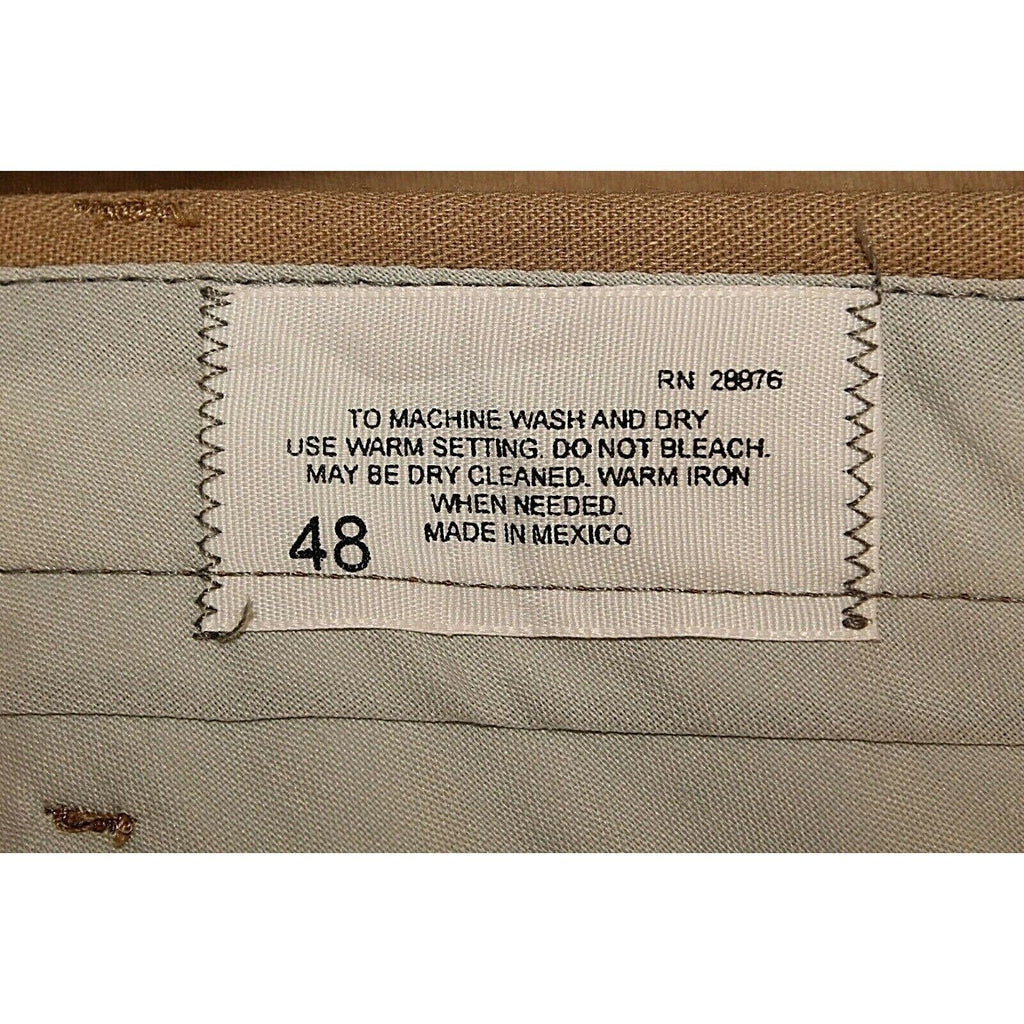 RN 28876
TO MACHINE WASH AND DRY
USE WARM SETTING. DO NOT BLEACH.
MAY BE DRY CLEANED. WARM IRON
WHEN NEEDED.
MADE IN MEXICO
48